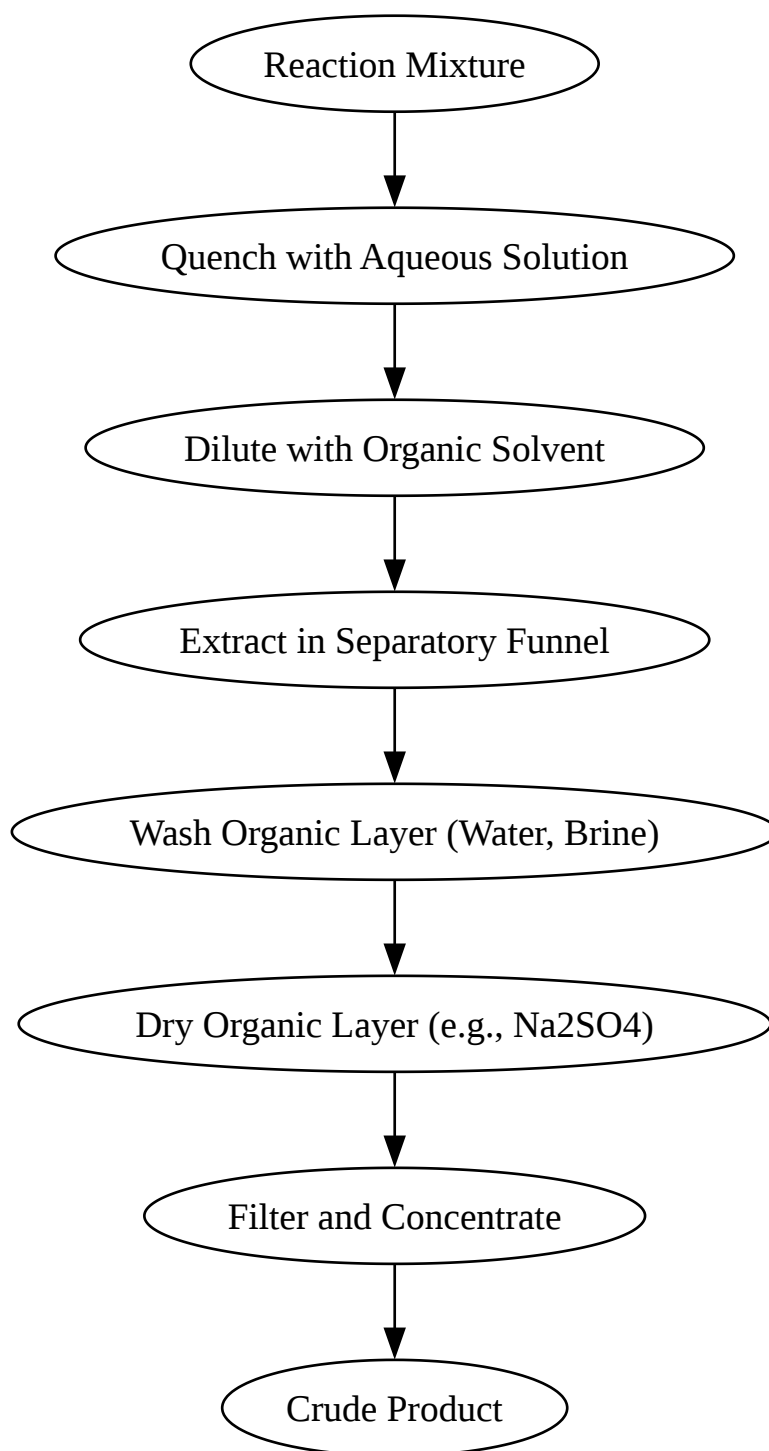 Reaction Mixture
Quench with Aqueous Solution
Dilute with Organic Solvent
Extract in Separatory Funnel
Wash Organic Layer (Water, Brine)
Dry Organic Layer (e.g., Na2SO4)
Filter and Concentrate
Crude Product